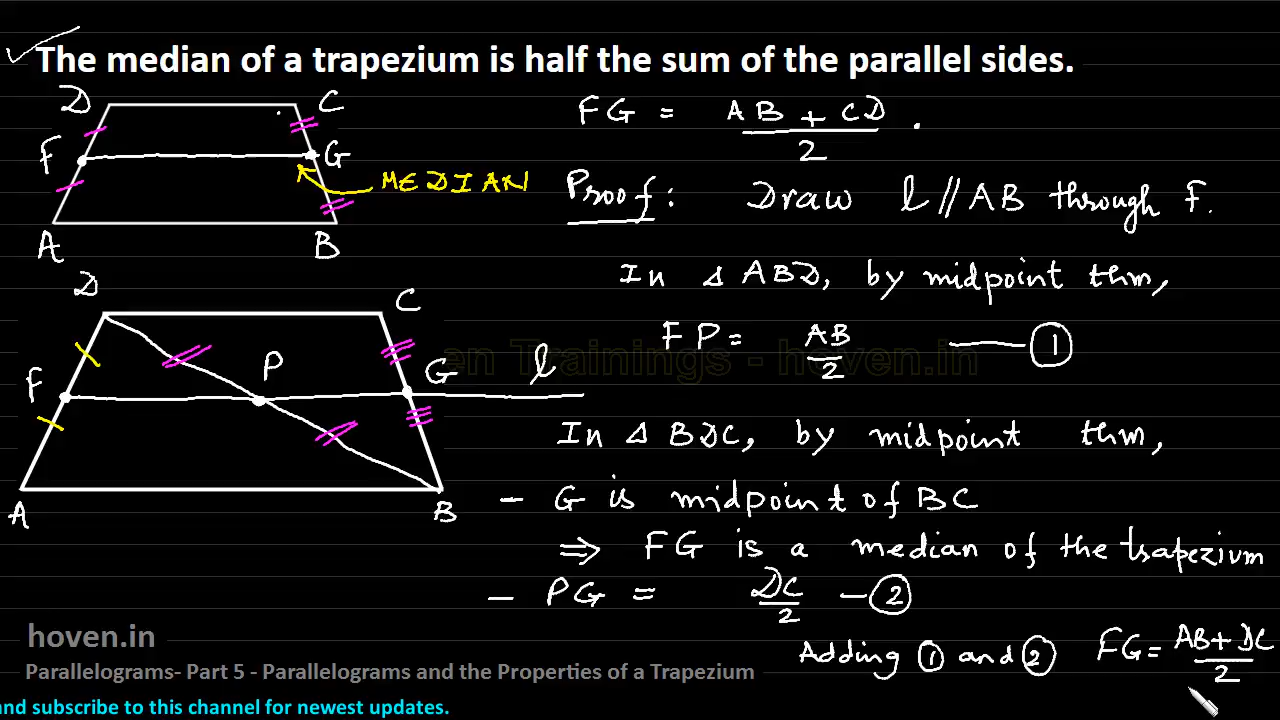 The median of a trapezium is half the sum of the parallel sides.
D C
F G
MEDIAN
A B
FG = AB + CD / 2 .
Proof: Draw l // AB through F.
In △ ABD, by midpoint thm,
FP = AB / 2 —— ①
D C
F P G l
A B
In △ BDC, by midpoint thm,
– G is midpoint of BC
⇒ FG is a median of the trapezium
– PG = DC / 2 – ②
Adding ① and ② FG = AB + DC / 2
en Trainings - hoven.in
hoven.in
Parallelograms- Part 5 - Parallelograms and the Properties of a Trapezium
and subscribe to this channel for newest updates.